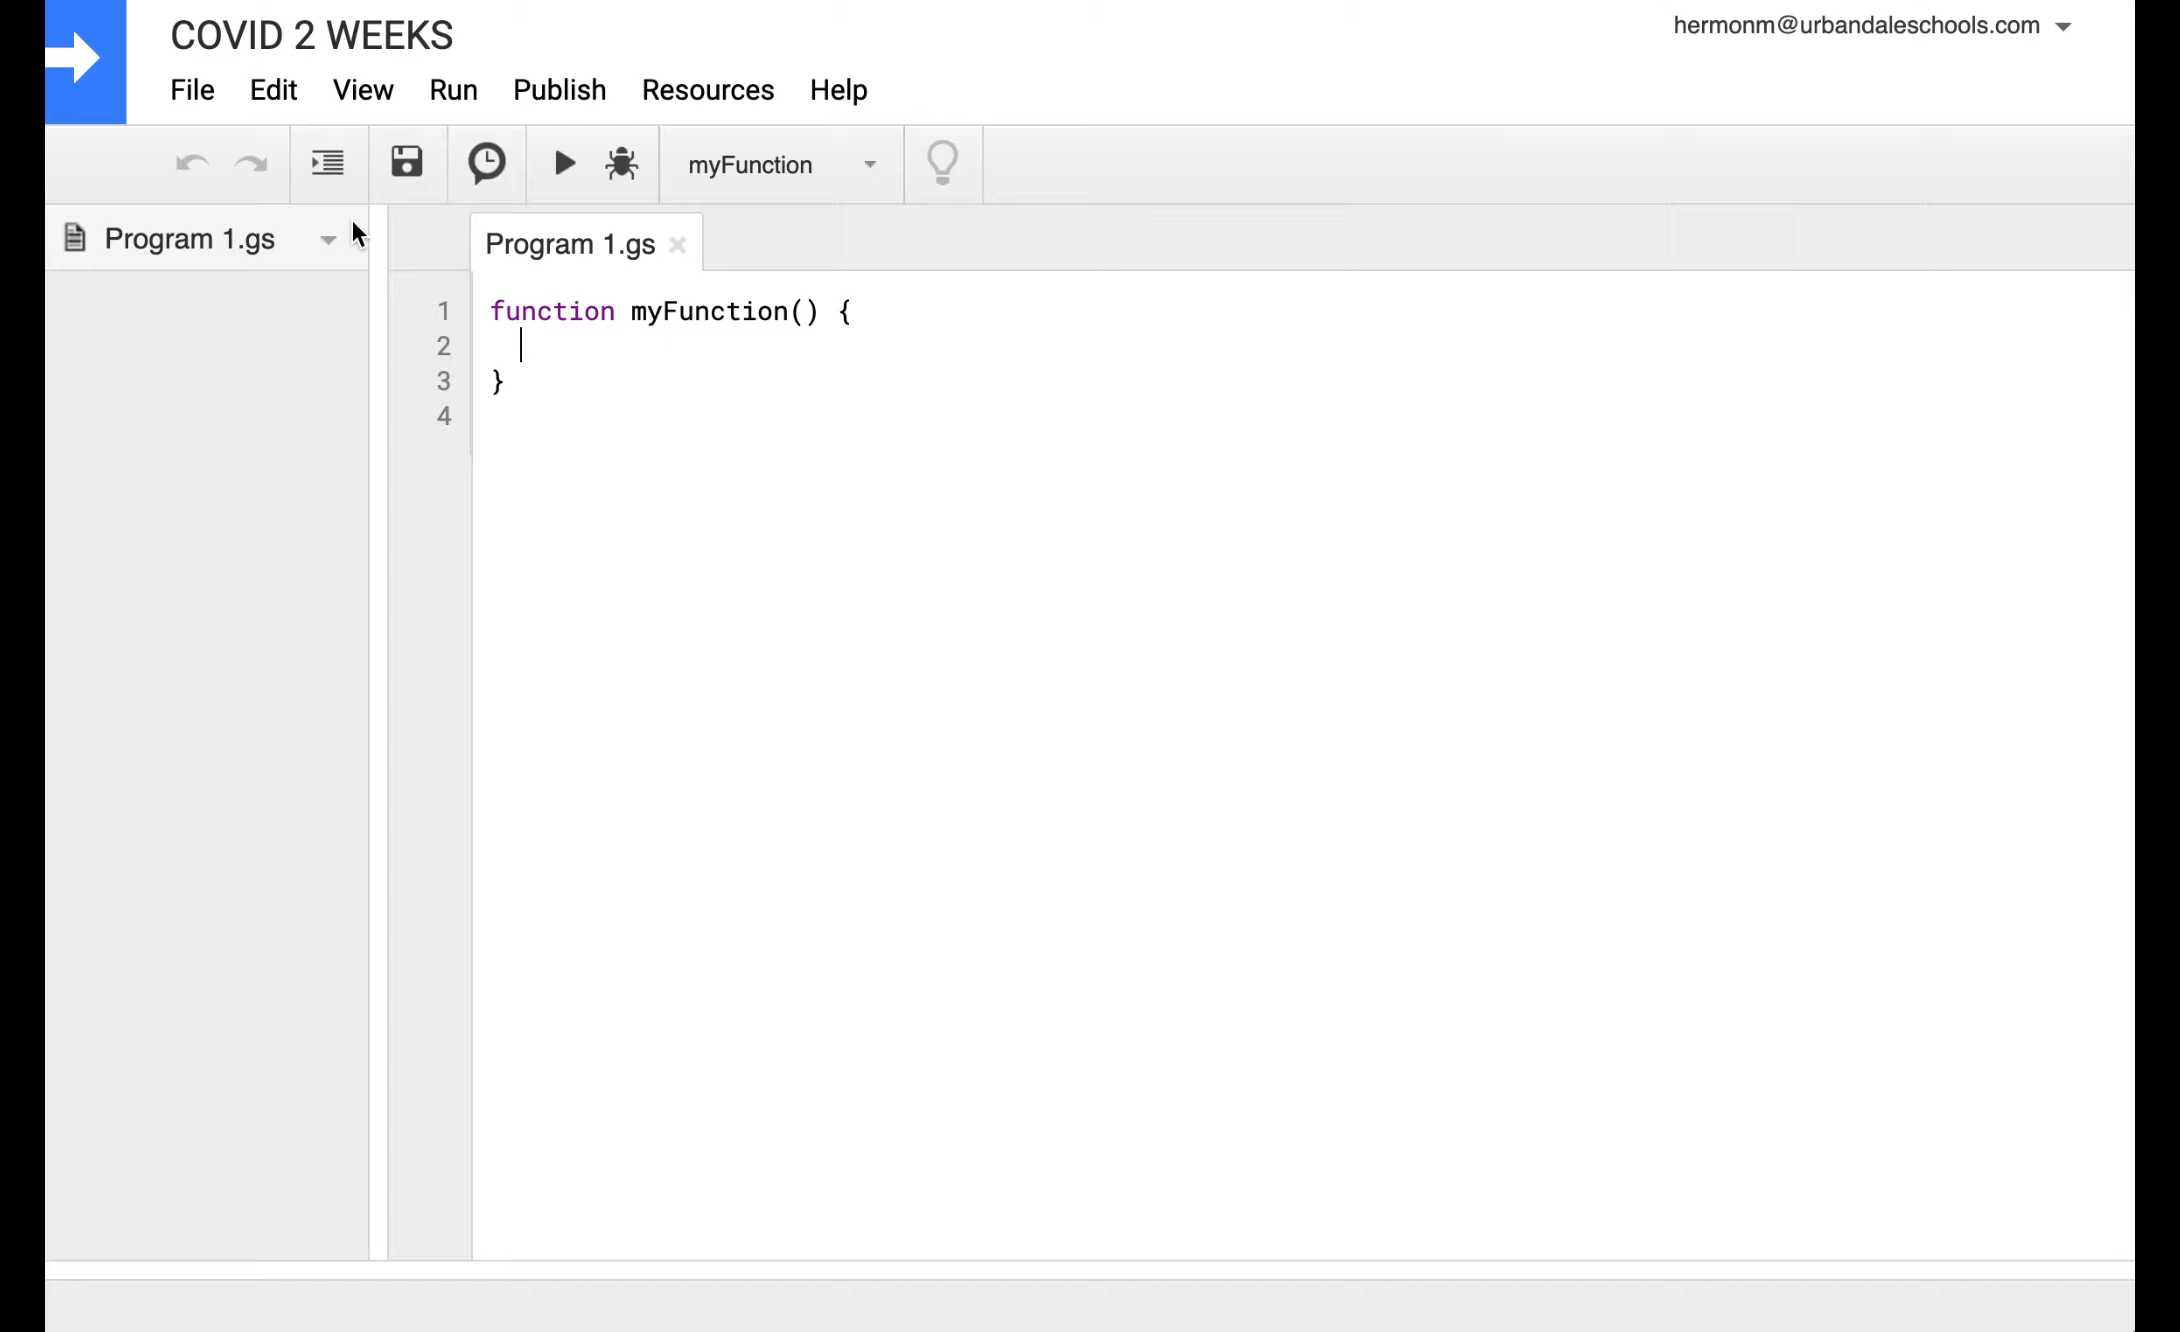 COVID 2 WEEKS
hermonm@urbandaleschools.com
File Edit View Run Publish Resources Help
myFunction
Program 1.gs
Program 1.gs
1 function myFunction() {
2
3 }
4